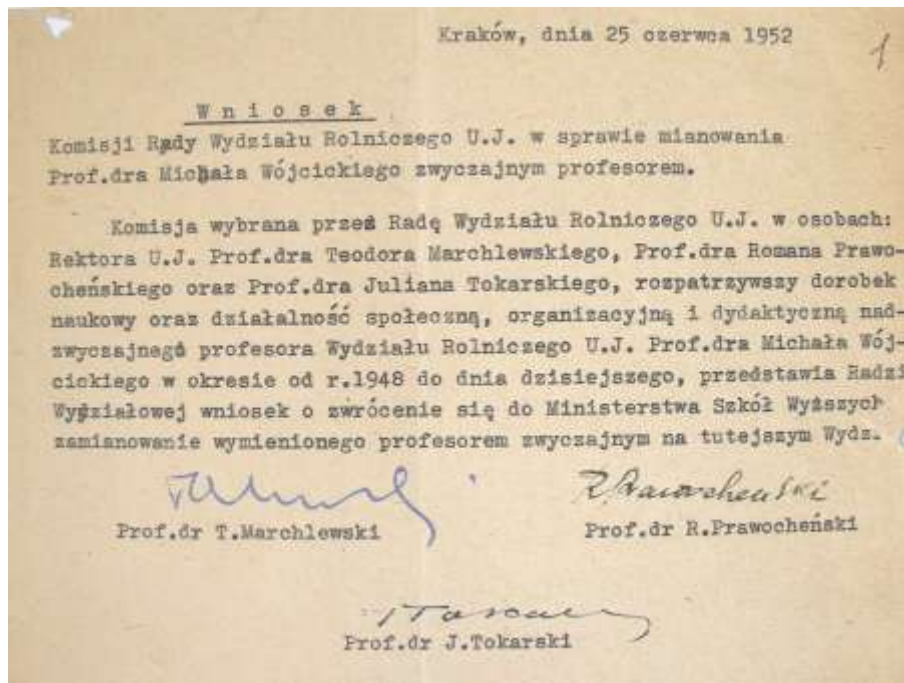 Kraków, dnia 25 czerwca 1952
1
W n i o s e k
Komisji Rady Wydziału Rolniczego U.J. w sprawie mianowania
Prof.dra Michała Wójcickiego zwyczajnym profesorem.
Komisja wybrana przez Radę Wydziału Rolniczego U.J. w osobach:
Rektora U.J. Prof.dra Teodora Marchlewskiego, Prof.dra Romana Prawo-
cheńskiego oraz Prof.dra Juliana Tokarskiego, rozpatrzywszy dorobek
naukowy oraz działalność społeczną, organizacyjną i dydaktyczną nad-
zwyczajnego profesora Wydziału Rolniczego U.J. Prof.dra Michała Wój-
cickiego w okresie od r.1948 do dnia dzisiejszego, przedstawia Radzi
Wydziałowej wniosek o zwrócenie się do Ministerstwa Szkół Wyższych
zamianowanie wymienionego profesorem zwyczajnym na tutejszym Wydz.
R. Prawocheński
Prof.dr T.Marchlewski
Prof.dr R.Prawocheński
Prof.dr J.Tokarski